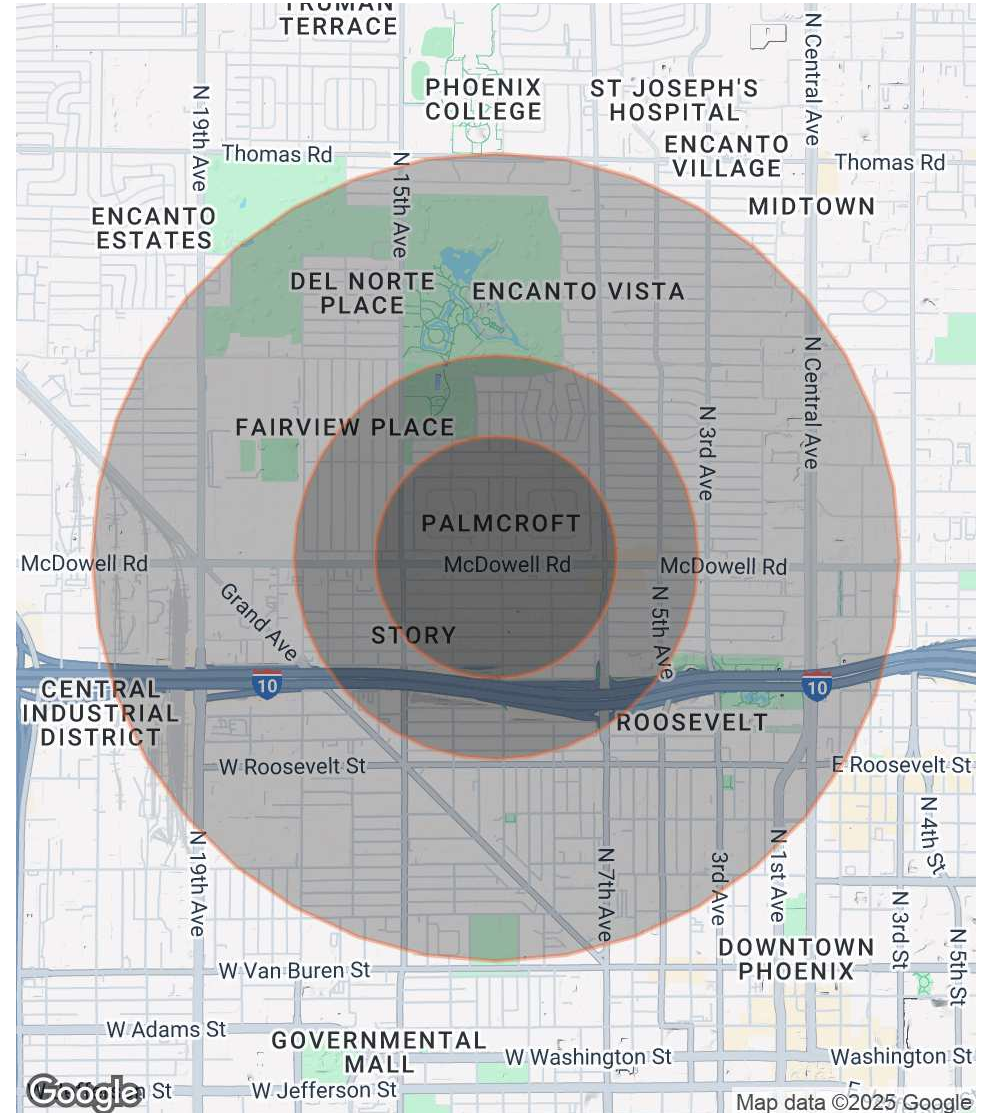 TRUMAN
TERRACE
PHOENIX
COLLEGE
ST JOSEPH'S
HOSPITAL
N Central Ave
N 19th Ave
Thomas Rd
N 15th Ave
ENCANTO
VILLAGE
Thomas Rd
ENCANTO
ESTATES
MIDTOWN
DEL NORTE
PLACE
ENCANTO VISTA
N Central Ave
FAIRVIEW PLACE
N 3rd Ave
PALMCROFT
McDowell Rd
McDowell Rd
McDowell Rd
Grand Ave
N 5th Ave
STORY
10
10
CENTRAL
INDUSTRIAL
DISTRICT
ROOSEVELT
W Roosevelt St
E Roosevelt St
N 4th St
N 19th Ave
N 7th Ave
3rd Ave
N 1st Ave
N 3rd St
N 5th St
DOWNTOWN
PHOENIX
W Van Buren St
W Adams St
GOVERNMENTAL
MALL
W Washington St
Washington St
Google
St
W Jefferson St
Map data ©2025 Google